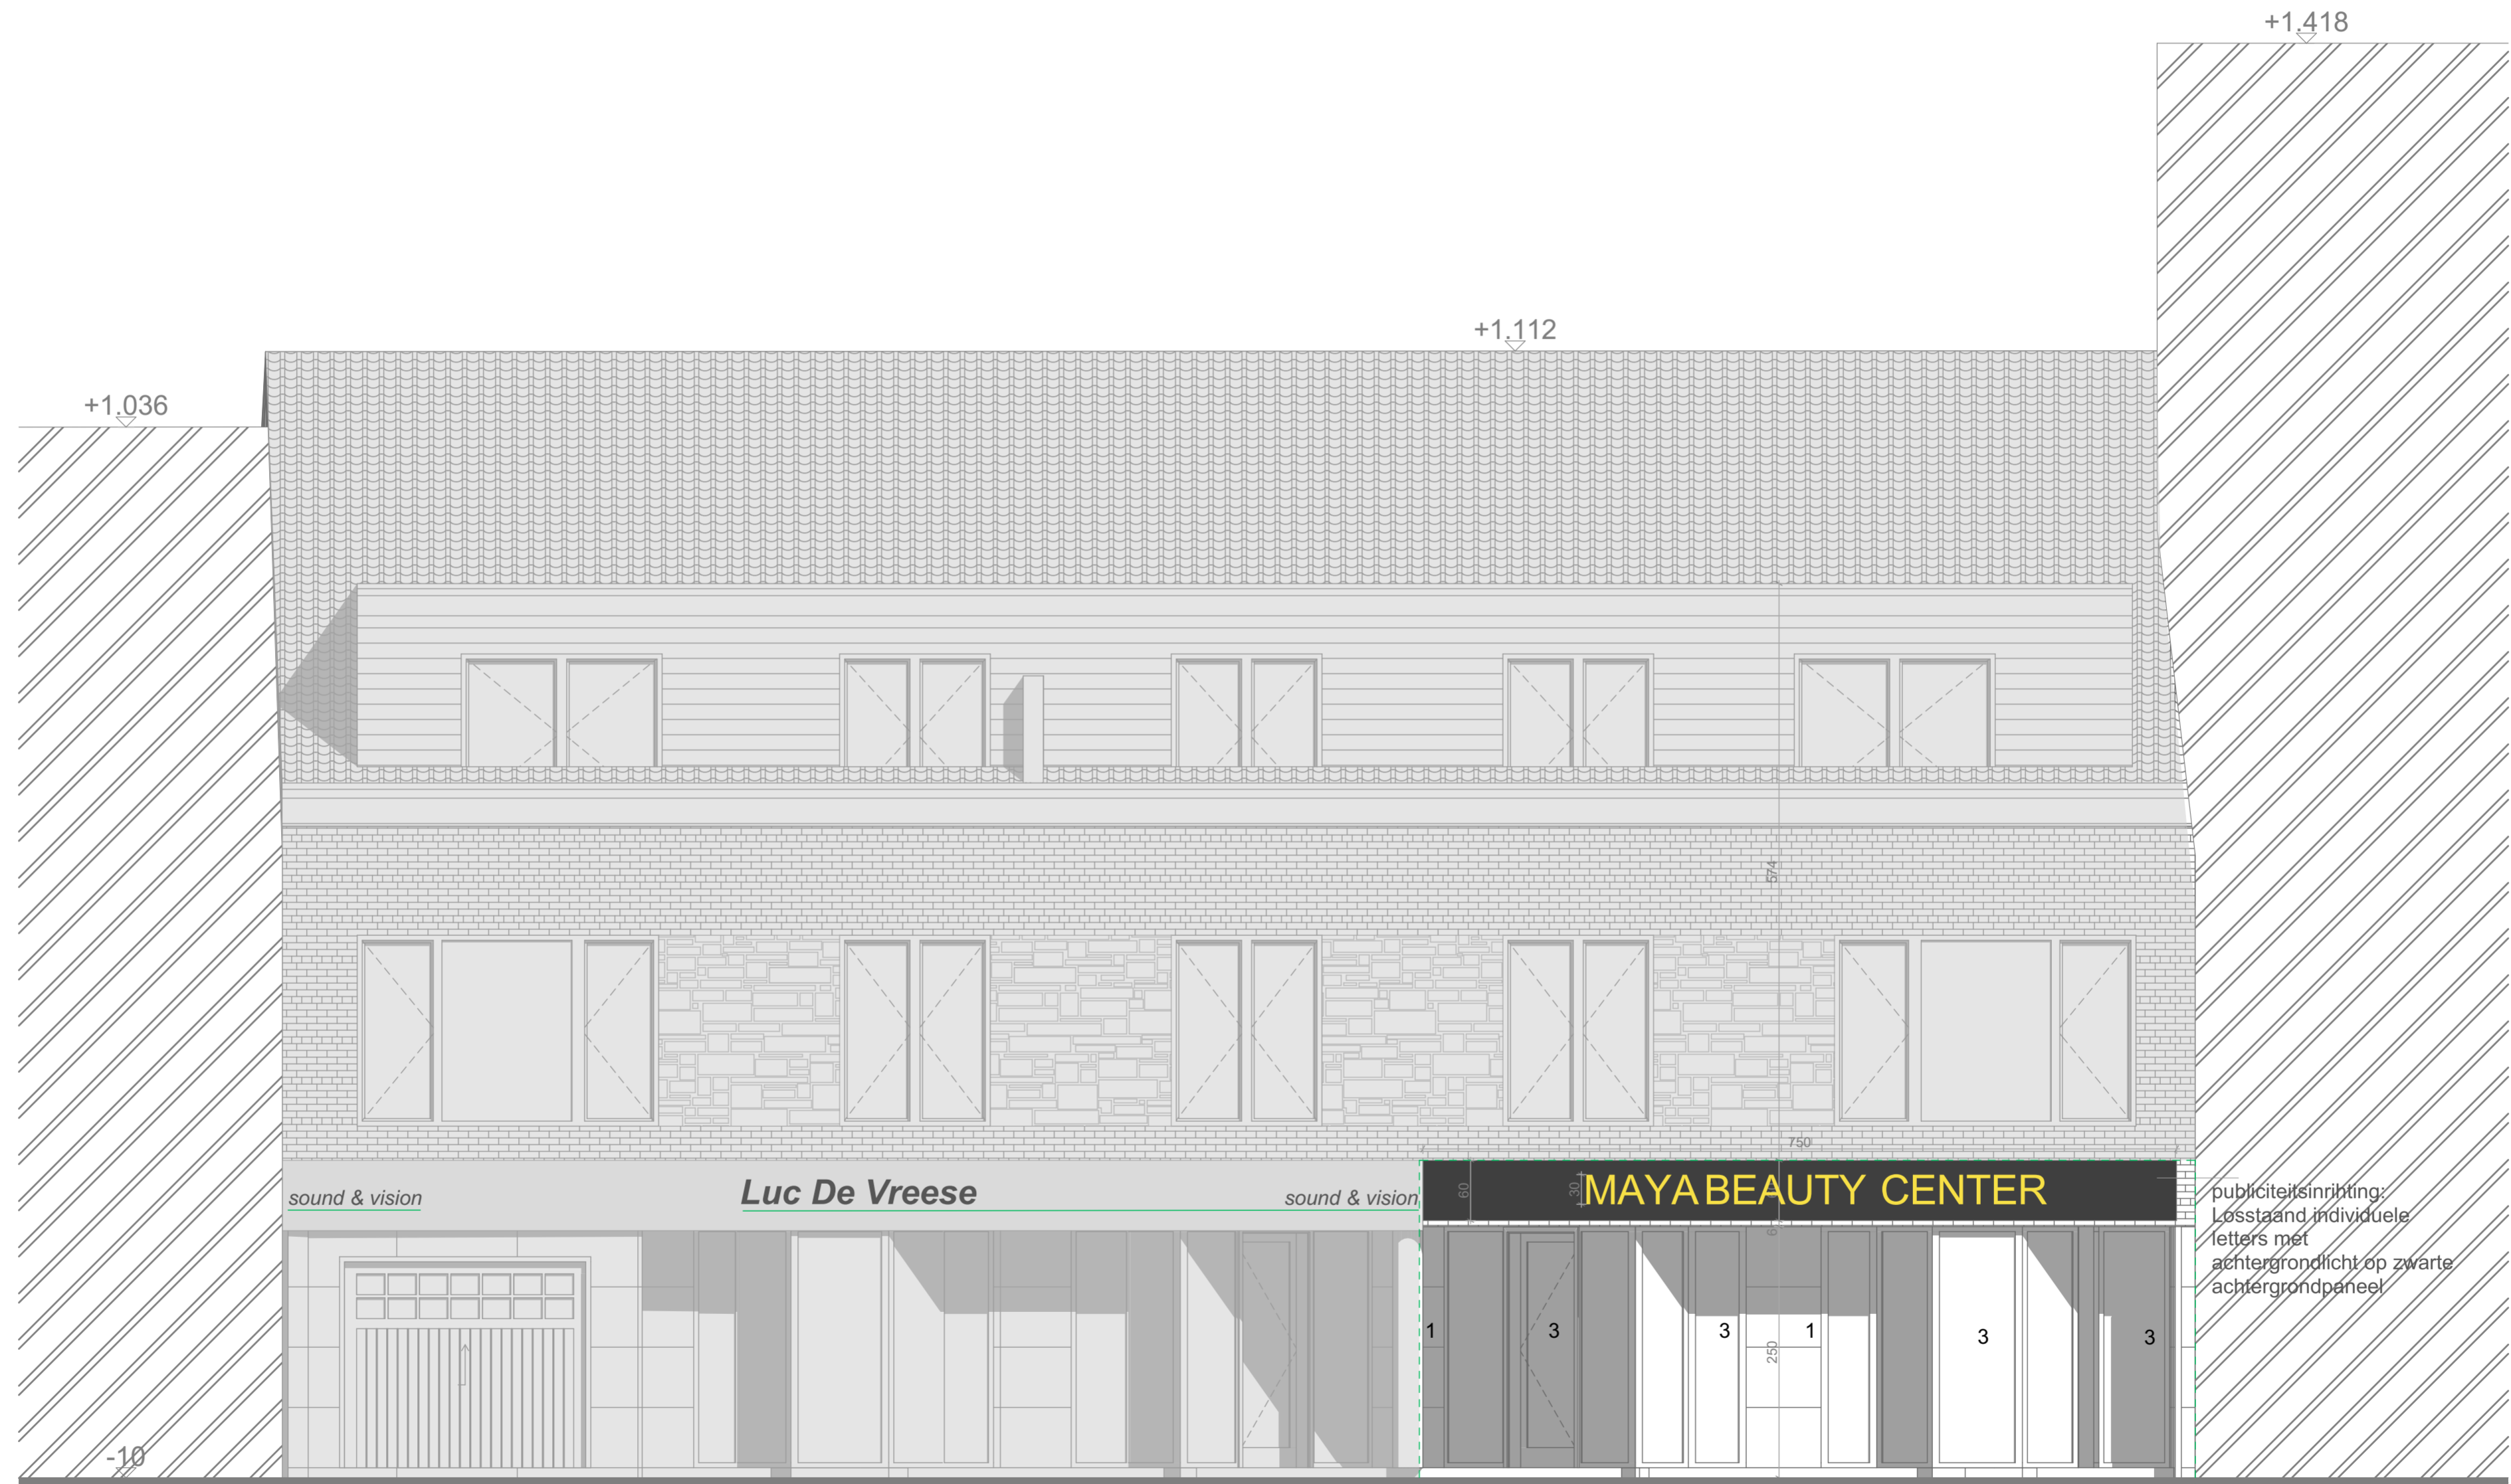 +1.418
+1.112
+1.036
574
750
sound & vision
Luc De Vreese
sound & vision
60
30
MAYA BEAUTY CENTER
6
publiciteitsinrihting:
Losstaand individuele
letters met
achtergrondlicht op zwarte
achtergrondpaneel
1
3
3
1
3
3
250
-10